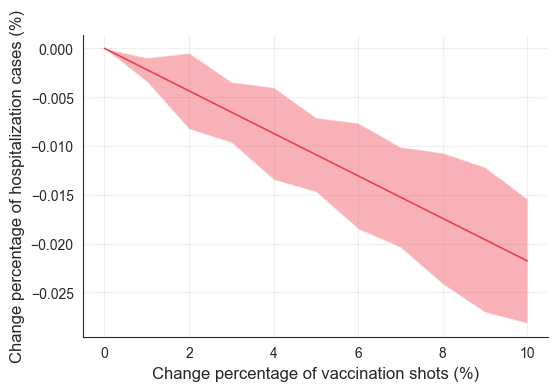 Change percentage of hospitalization cases (%)
0.000
−0.005
−0.010
−0.015
−0.020
−0.025
0 2 4 6 8 10
Change percentage of vaccination shots (%)